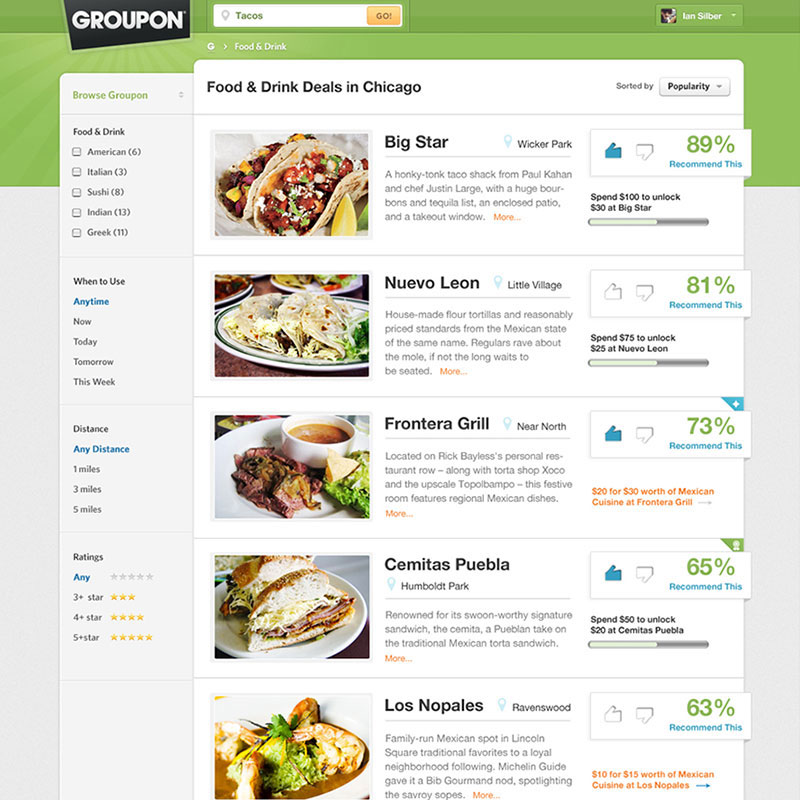 GROUPON
Tacos
GO!
Ian Silber
G > Food & Drink
Browse Groupon
Food & Drink
American (6)
Italian (3)
Sushi (8)
Indian (13)
Greek (11)
When to Use
Anytime
Now
Today
Tomorrow
This Week
Distance
Any Distance
1 miles
3 miles
5 miles
Ratings
Any
3+ star
4+ star
5+star
Food & Drink Deals in Chicago
Sorted by
Popularity
Big Star
Wicker Park
A honky-tonk taco shack from Paul Kahan
and chef Justin Large, with a huge bour-
bons and tequila list, an enclosed patio,
and a takeout window. More...
89%
Recommend This
Spend $100 to unlock
$30 at Big Star
Nuevo Leon
Little Village
House-made flour tortillas and reasonably
priced standards from the Mexican state
of the same name. Regulars rave about
the mole, if not the long waits to
be seated. More...
81%
Recommend This
Spend $75 to unlock
$25 at Nuevo Leon
Frontera Grill
Near North
Located on Rick Bayless's personal res-
taurant row – along with torta shop Xoco
and the upscale Topolbampo – this festive
room features regional Mexican dishes.
More...
73%
Recommend This
$20 for $30 worth of Mexican
Cuisine at Frontera Grill
Cemitas Puebla
Humboldt Park
Renowned for its swoon-worthy signature
sandwich, the cemita, a Pueblan take on
the traditional Mexican torta sandwich.
More...
65%
Recommend This
Spend $50 to unlock
$20 at Cemitas Puebla
Los Nopales
Ravenswood
Family-run Mexican spot in Lincoln
Square traditional favorites to a loyal
neighborhood following. Michelin Guide
gave it a Bib Gourmand nod, spotlighting
the savroy sopes. More...
63%
Recommend This
$10 for $15 worth of Mexican
Cuisine at Los Nopales